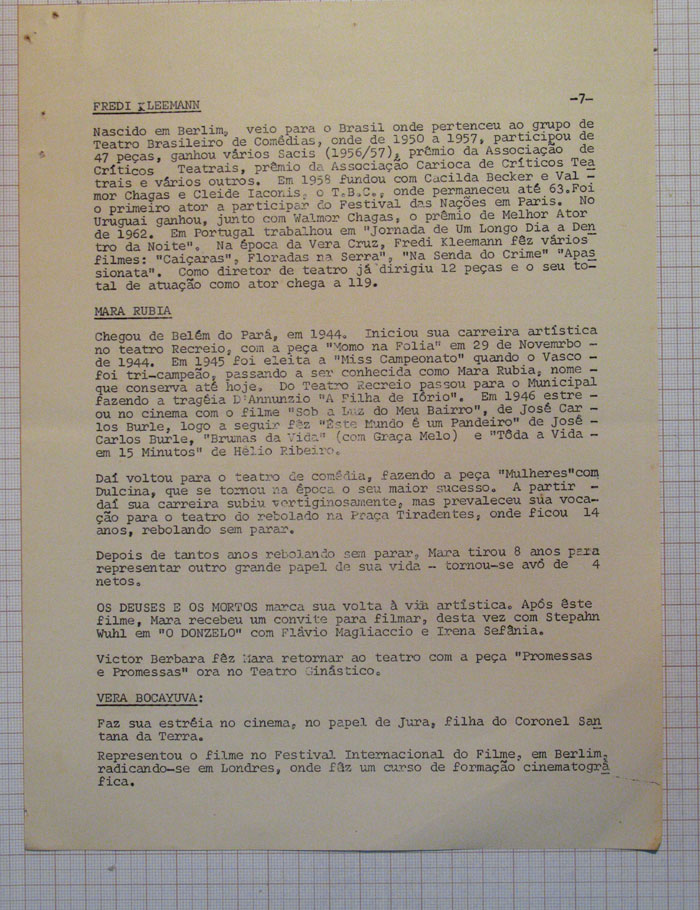 -7-
FREDI KLEEMANN
Nascido em Berlim, veio para o Brasil onde pertenceu ao grupo de
Teatro Brasileiro de Comédias, onde de 1950 a 1957, participou de
47 peças, ganhou vários Sacis (1956/57), prêmio da Associação de
Críticos Teatrais, prêmio da Associação Carioca de Críticos Tea
trais e vários outros. Em 1958 fundou com Cacilda Becker e Val -
mor Chagas e Cleide Iaconis, o T.B.C., onde permaneceu até 63.Foi
o primeiro ator a participar do Festival das Nações em Paris. No
Uruguai ganhou, junto com Walmor Chagas, o prêmio de Melhor Ator
de 1962. Em Portugal trabalhou em "Jornada de Um Longo Dia a Den
tro da Noite". Na época da Vera Cruz, Fredi Kleemann fêz vários
filmes: "Caiçaras", Floradas na Serra", "Na Senda do Crime" "Apas
sionata". Como diretor de teatro já dirigiu 12 peças e o seu to-
tal de atuação como ator chega a 119.
MARA RUBIA
Chegou de Belém do Pará, em 1944. Iniciou sua carreira artística
no teatro Recreio, com a peça "Momo na Folia" em 29 de Novemrbo -
de 1944. Em 1945 foi eleita a "Miss Campeonato" quando o Vasco -
foi tri-campeão, passando a ser conhecida como Mara Rubia, nome -
que conserva até hoje. Do Teatro Recreio passou para o Municipal
fazendo a tragéia D'Annunzio "A Filha de Iório". Em 1946 estre -
ou no cinema com o filme "Sob a Luz do Meu Bairro", de José Car -
los Burle, logo a seguir fêz "Êste Mundo é um Pandeiro" de José -
Carlos Burle, "Brumas da Vida" (com Graça Melo) e "Tôda a Vida -
em 15 Minutos" de Hélio Ribeiro.
Daí voltou para o teatro de comédia, fazendo a peça "Mulheres"com
Dulcina, que se tornou na época o seu maior sucesso. A partir -
daí sua carreira subiu vertiginosamente, mas prevaleceu sua voca-
ção para o teatro do rebolado na Praça Tiradentes, onde ficou 14
anos, rebolando sem parar.
Depois de tantos anos rebolando sem parar, Mara tirou 8 anos para
representar outro grande papel de sua vida - tornou-se avó de 4
netos.
OS DEUSES E OS MORTOS marca sua volta à artística. Após êste
filme, Mara recebeu um convite para filmar, desta vez com Stepahn
Wuhl em "O DONZELO" com Flávio Magliaccio e Irena Sefânia.
Victor Berbara fêz Mara retornar ao teatro com a peça "Promessas
e Promessas" ora no Teatro Ginástico.
VERA BOCAYUVA:
Faz sua estréia no cinema, no papel de Jura, filha do Coronel San
tana da Terra.
Representou o filme no Festival Internacional do Filme, em Berlim,
radicando-se em Londres, onde fâz um curso de formação cinematogrà
fica.